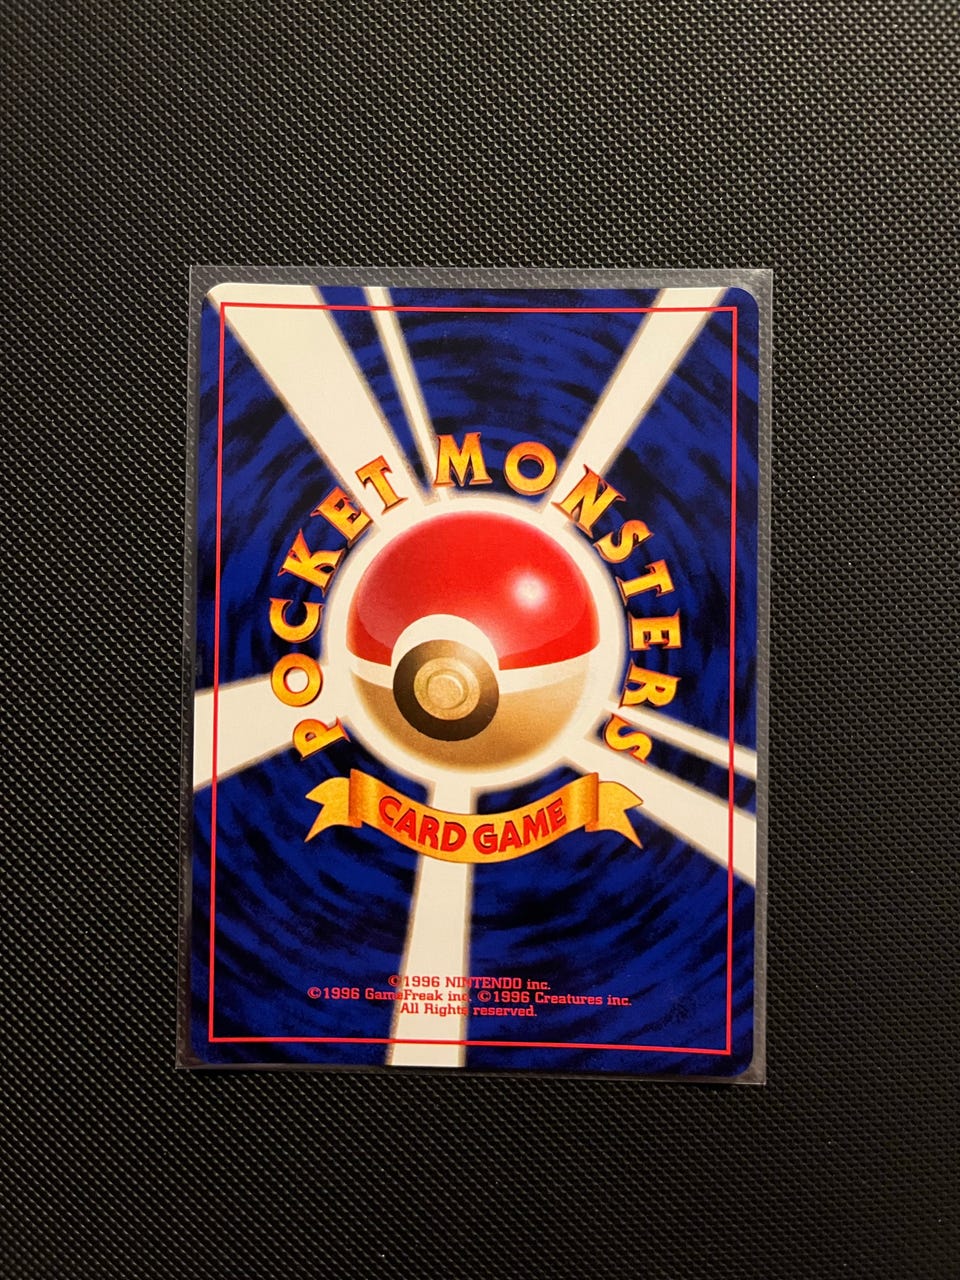 POCKET MONSTERS
CARD GAME
©1996 NINTENDO inc.
©1996 GameFreak inc. ©1996 Creatures inc.
All Rights reserved.